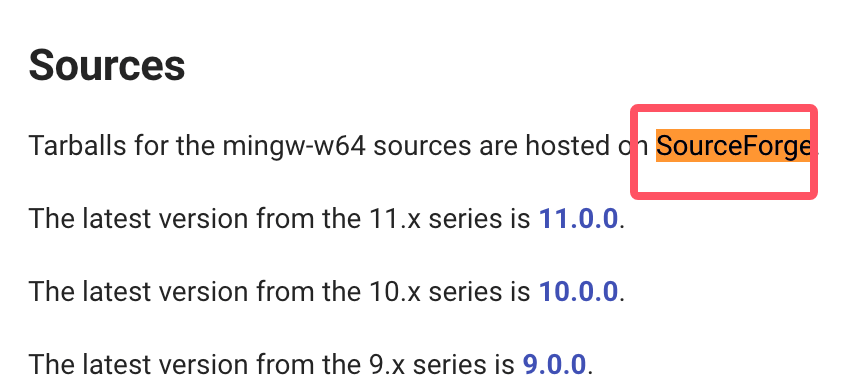 Sources
Tarballs for the mingw-w64 sources are hosted on SourceForge.
The latest version from the 11.x series is 11.0.0.
The latest version from the 10.x series is 10.0.0.
The latest version from the 9.x series is 9.0.0.